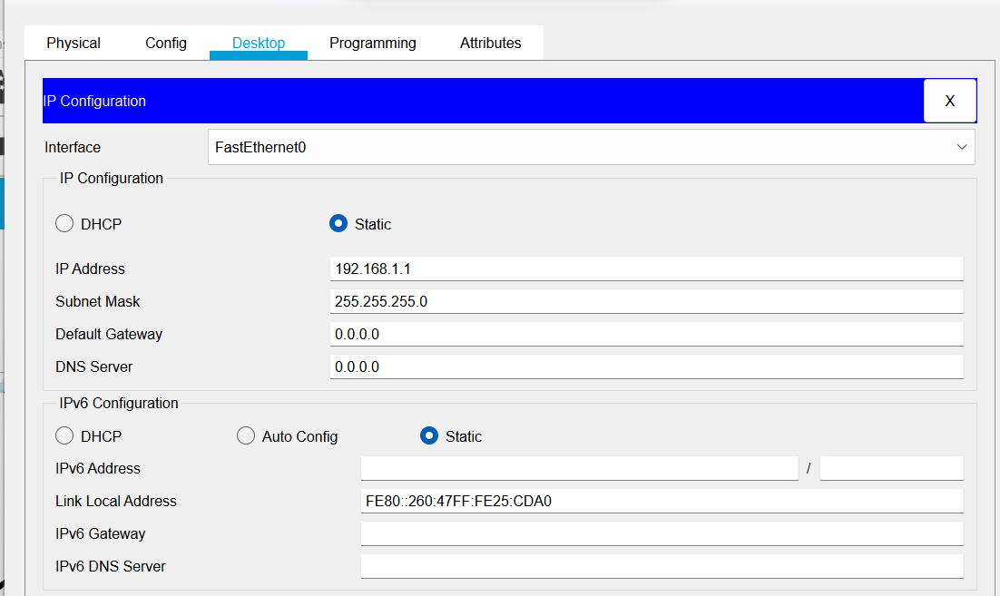 Physical Config Desktop Programming Attributes
IP Configuration X
Interface FastEthernet0
IP Configuration
DHCP Static
IP Address 192.168.1.1
Subnet Mask 255.255.255.0
Default Gateway 0.0.0.0
DNS Server 0.0.0.0
IPv6 Configuration
DHCP Auto Config Static
IPv6 Address /
Link Local Address FE80::260:47FF:FE25:CDA0
IPv6 Gateway
IPv6 DNS Server